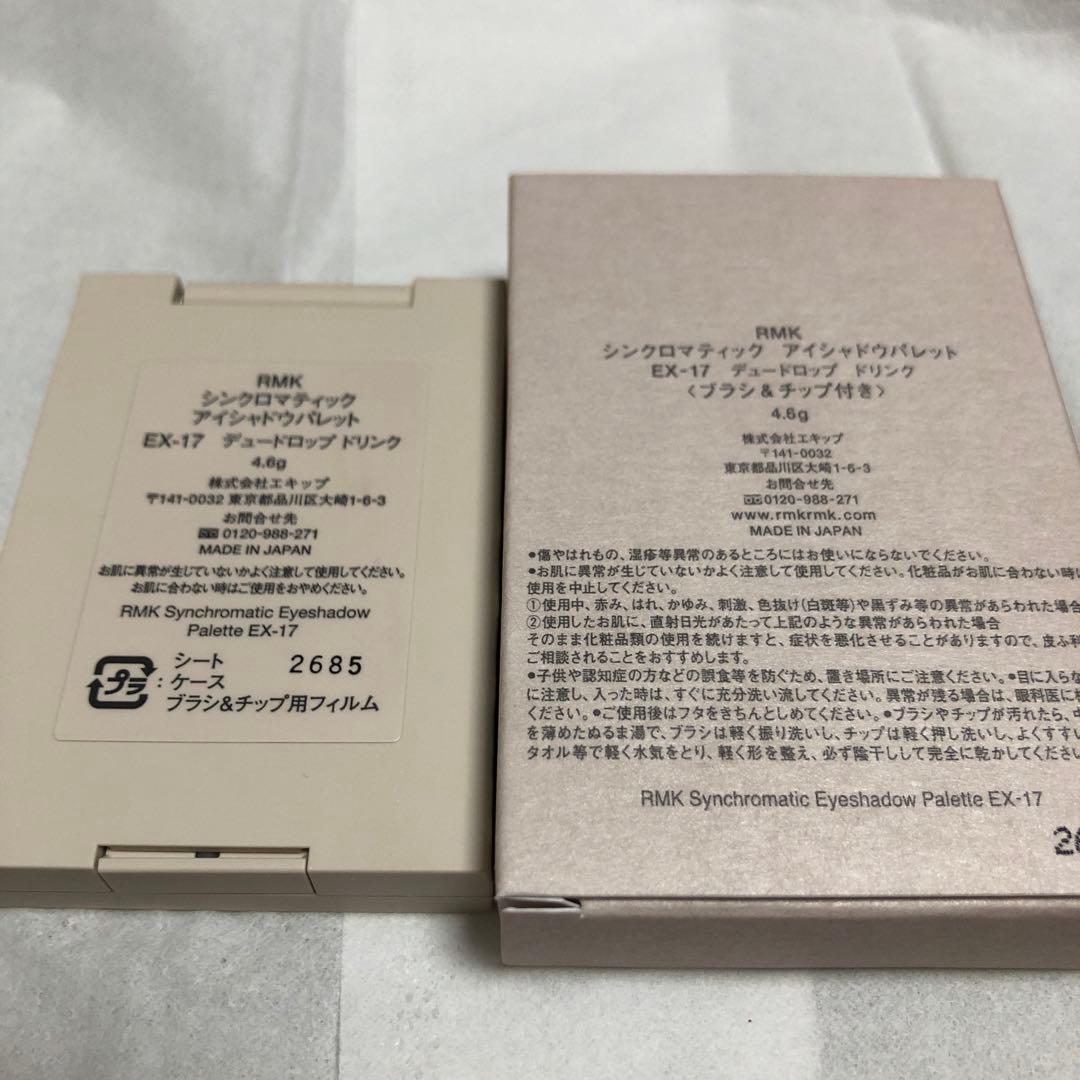 RMK
シンクロマティック
アイシャドウパレット
EX-17 デュードロップ ドリンク
4.6g
株式会社エキップ
〒141-0032 東京都品川区大崎1-6-3
お問合せ先
0120-988-271
MADE IN JAPAN
お肌に異常が生じていないかよく注意して使用してください。
お肌に合わない時はご使用をおやめください。
RMK Synchromatic Eyeshadow
Palette EX-17
プラ : シート
ケース
ブラシ&チップ用フィルム
2685
RMK
シンクロマティック アイシャドウパレット
EX-17 デュードロップ ドリンク
〈ブラシ&チップ付き〉
4.6g
株式会社エキップ
〒141-0032
東京都品川区大崎1-6-3
お問合せ先
0120-988-271
www.rmkrmk.com
MADE IN JAPAN
●傷やはれもの、湿疹等異常のあるところにはお使いにならないでください。
●お肌に異常が生じていないかよく注意して使用してください。化粧品がお肌に合わない時
使用を中止してください。
①使用中、赤み、はれ、かゆみ、刺激、色抜け(白斑等)や黒ずみ等の異常があらわれた場合
②使用したお肌に、直射日光があたって上記のような異常があらわれた場合
そのまま化粧品類の使用を続けますと、症状を悪化させることがありますので、皮ふ科
ご相談されることをおすすめします。
●子供や認知症の方などの誤食等を防ぐため、置き場所にご注意ください。●目に入らな
に注意し、入った時は、すぐに充分洗い流してください。異常が残る場合は、眼科医に
ください。●ご使用後はフタをきちんとしめてください。●ブラシやチップが汚れたら、
を薄めたぬるま湯で、ブラシは軽く振り洗いし、チップは軽く押し洗いし、よくすす
タオル等で軽く水気をとり、軽く形を整え、必ず陰干しして完全に乾かしてくださ
RMK Synchromatic Eyeshadow Palette EX-17